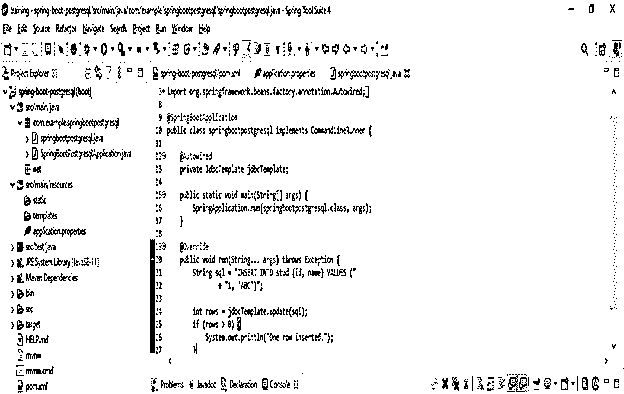 training - spring-boot-postgresql/src/main/java/com/example/springbootpostgresql/springbootpostgresql.java - Spring Tool Suite 4
File Edit Source Refactor Navigate Search Project Run Window Help
Project Explorer
spring-boot-postgresql/pom.xml application.properties springbootpostgresql.java
spring-boot-postgresql [boot]
src/main/java
com.example.springbootpostgresql
springbootpostgresql.java
SpringBootPostgresqlApplication.java
src/main/resources
static
templates
application.properties
src/test/java
JRE System Library [JavaSE-11]
Maven Dependencies
bin
src
target
HELP.md
mvnw
mvnw.cmd
pom.xml
import org.springframework.beans.factory.annotation.Autowired;
8
9 @SpringBootApplication
10 public class springbootpostgresql implements CommandLineRunner {
11
12 @Autowired
13 private JdbcTemplate jdbcTemplate;
14
15 public static void main(String[] args) {
16 SpringApplication.run(springbootpostgresql.class, args);
17 }
18
19 @Override
20 public void run(String... args) throws Exception {
21 String sql = "INSERT INTO stud (id, name) VALUES ("
22 + "1, 'ABC')";
23
24 int rows = jdbcTemplate.update(sql);
25 if (rows > 0) {
26 System.out.println("One row inserted.");
27 }
Problems Javadoc Declaration Console